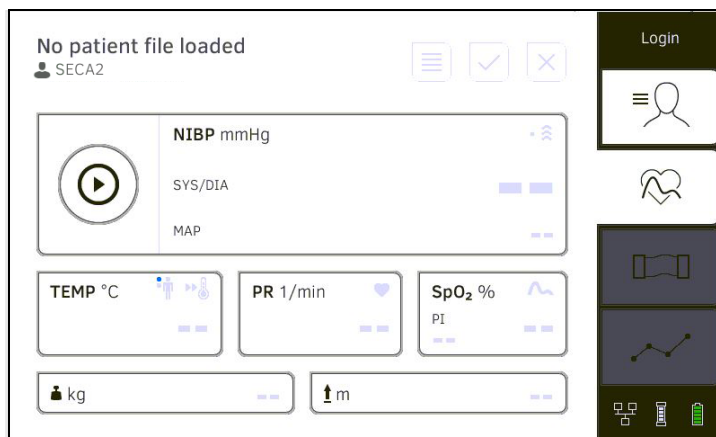 No patient file loaded
SECA2
Login
NIBP mmHg
SYS/DIA
-- --
MAP
--
TEMP °C
--
PR 1/min
--
SpO₂ %
PI
--
--
kg
--
m
--